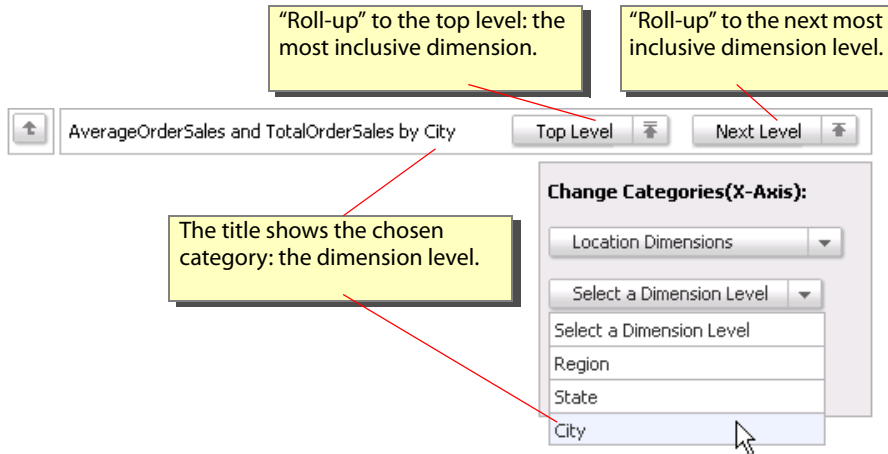 “Roll-up” to the top level: the
most inclusive dimension.
“Roll-up” to the next most
inclusive dimension level.
AverageOrderSales and TotalOrderSales by City
Top Level
Next Level
Change Categories(X-Axis):
The title shows the chosen
category: the dimension level.
Location Dimensions
Select a Dimension Level
Select a Dimension Level
Region
State
City